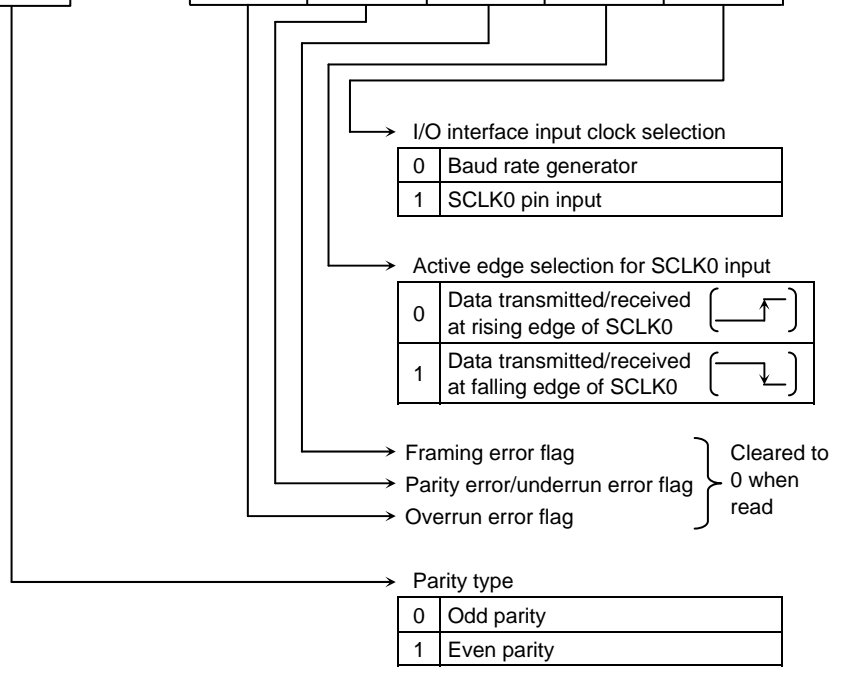 I/O interface input clock selection
0 Baud rate generator
1 SCLK0 pin input
Active edge selection for SCLK0 input
0 Data transmitted/received
at rising edge of SCLK0
1 Data transmitted/received
at falling edge of SCLK0
Framing error flag
Parity error/underrun error flag
Overrun error flag
Cleared to
0 when
read
Parity type
0 Odd parity
1 Even parity